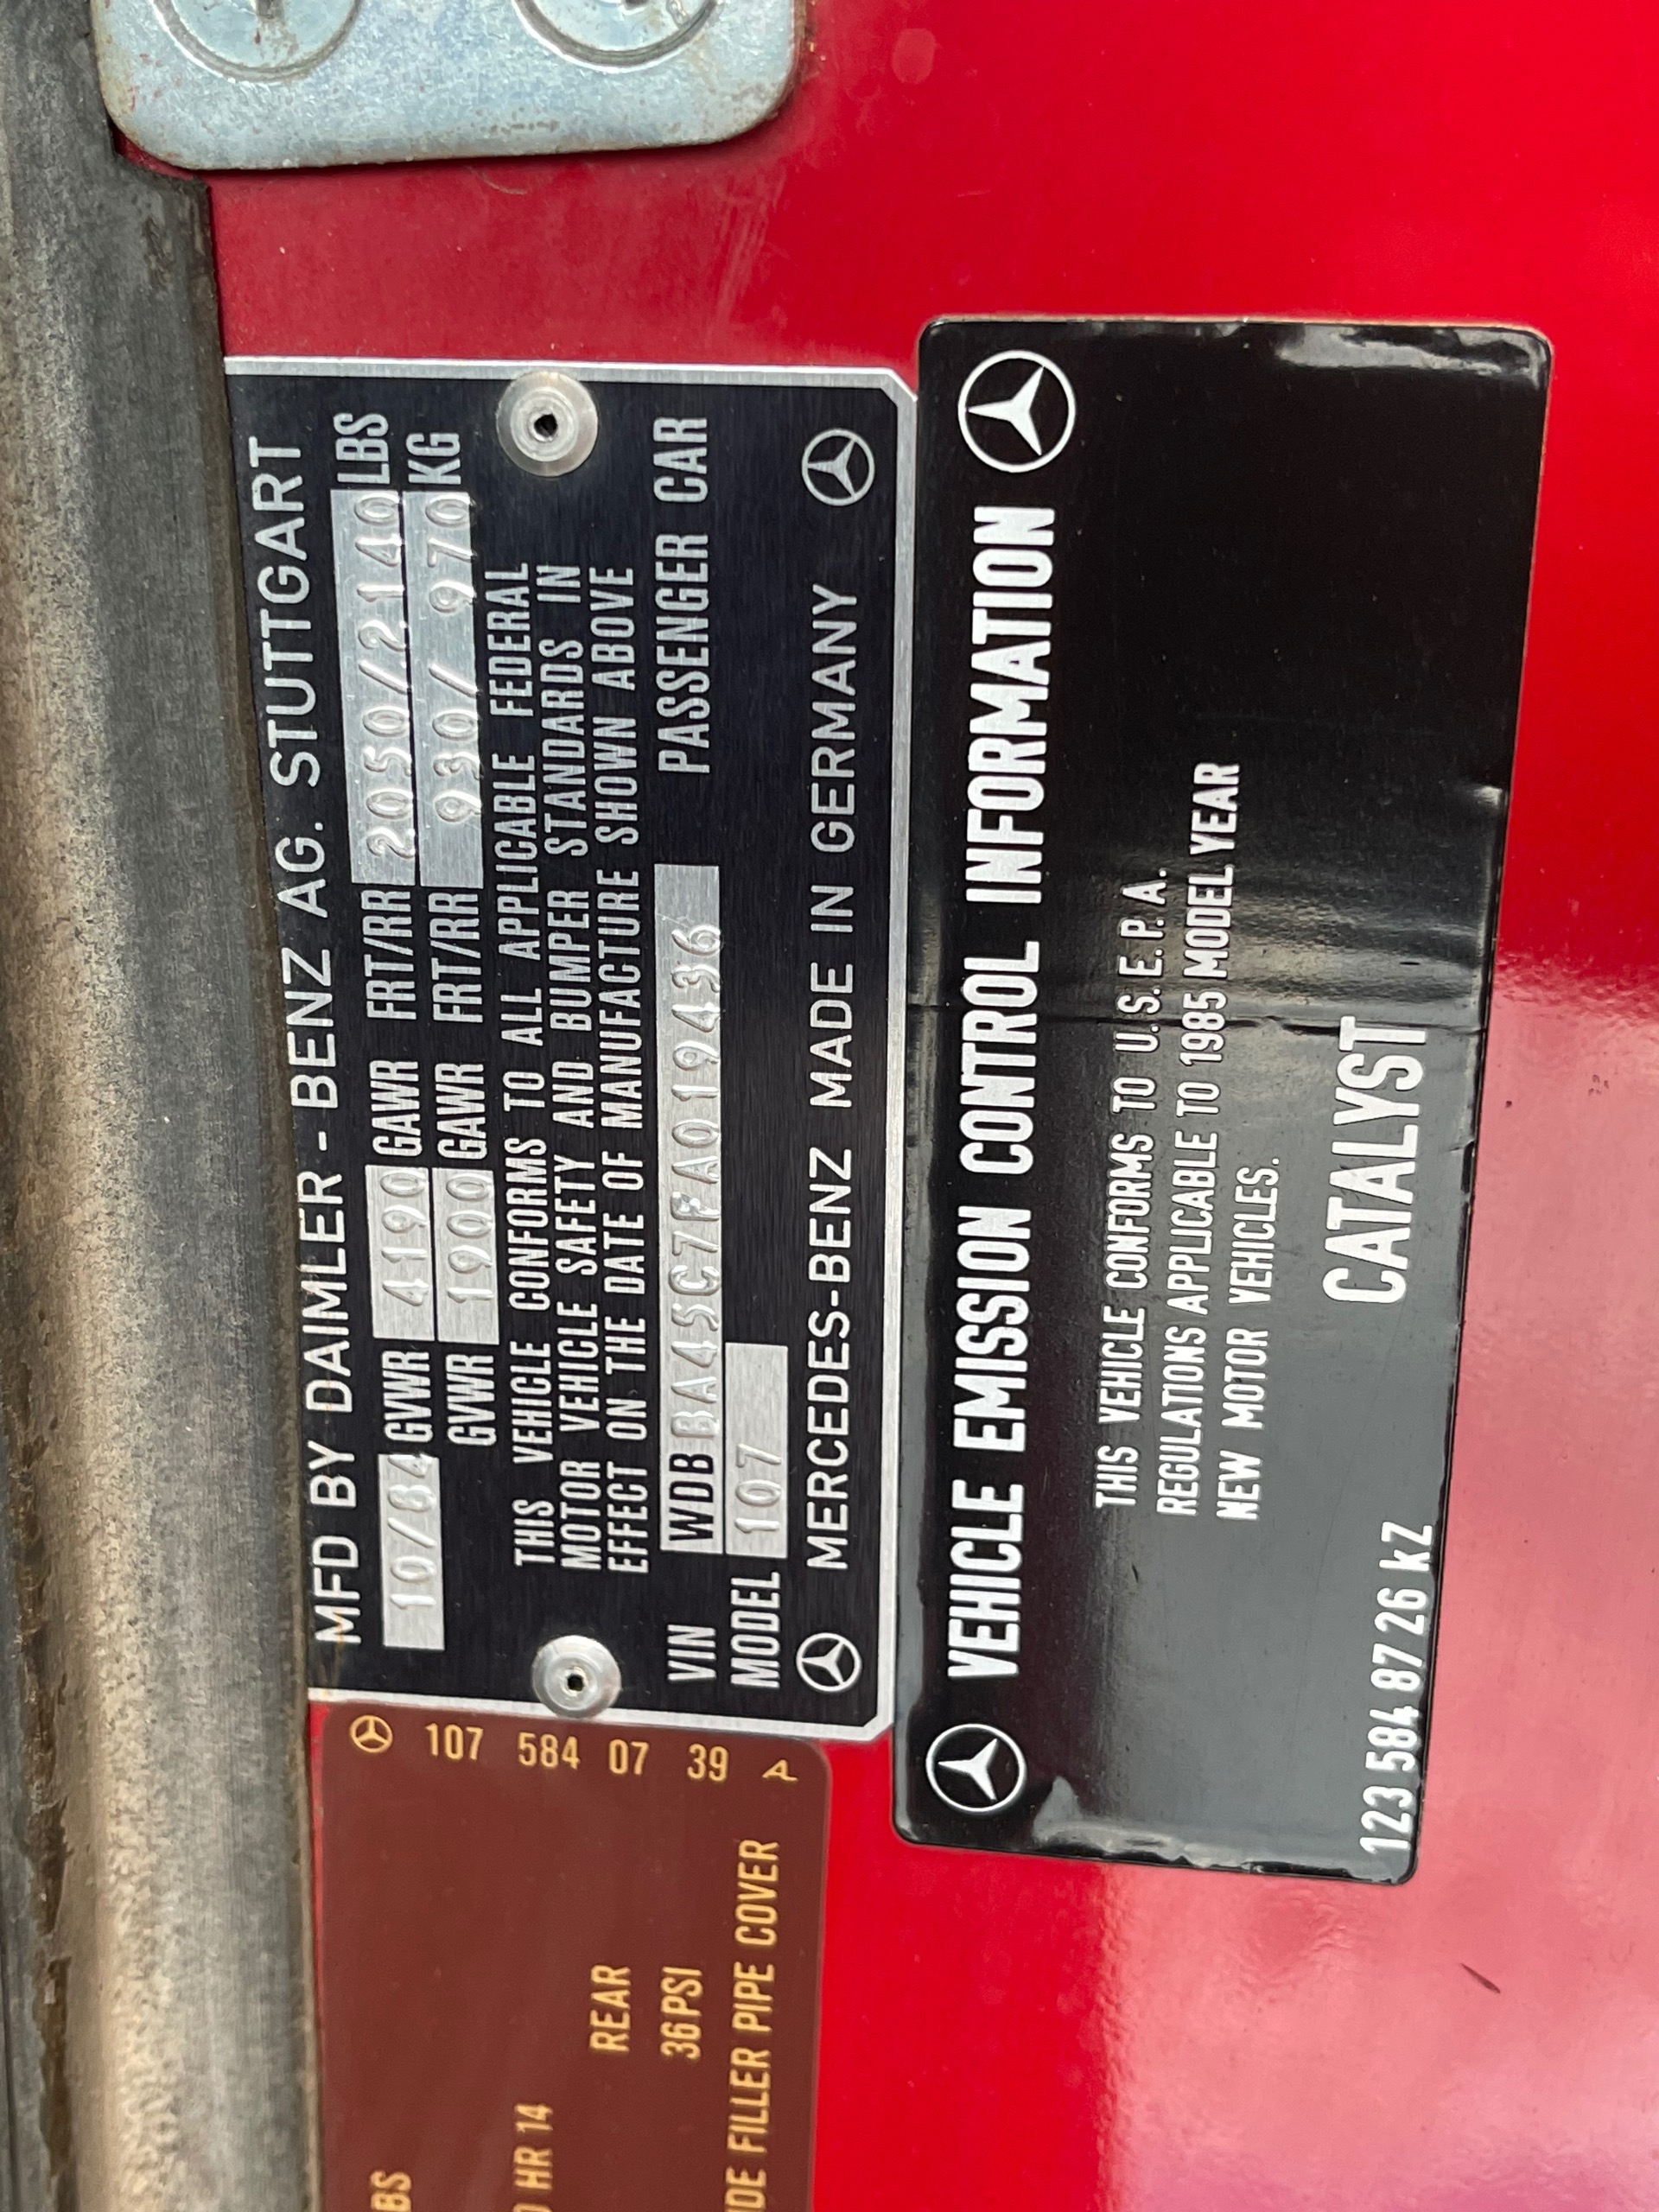 MFD BY DAIMLER-BENZ AG. STUTTGART
10/84 GVWR 4190 GAWR FRT/RR 2050/2140 LBS
GVWR 1900 GAWR FRT/RR 930/ 970 KG
THIS VEHICLE CONFORMS TO ALL APPLICABLE FEDERAL
MOTOR VEHICLE SAFETY AND BUMPER STANDARDS IN
EFFECT ON THE DATE OF MANUFACTURE SHOWN ABOVE
VIN WDBBA45C7FA019436 PASSENGER CAR
MODEL 107
MERCEDES-BENZ MADE IN GERMANY
VEHICLE EMISSION CONTROL INFORMATION
THIS VEHICLE CONFORMS TO U.S.E.P.A.
REGULATIONS APPLICABLE TO 1985 MODEL YEAR
NEW MOTOR VEHICLES.
CATALYST
123 584 87 26 KZ
107 584 07 39 A
HR 14
REAR
36 PSI
FILLER PIPE COVER